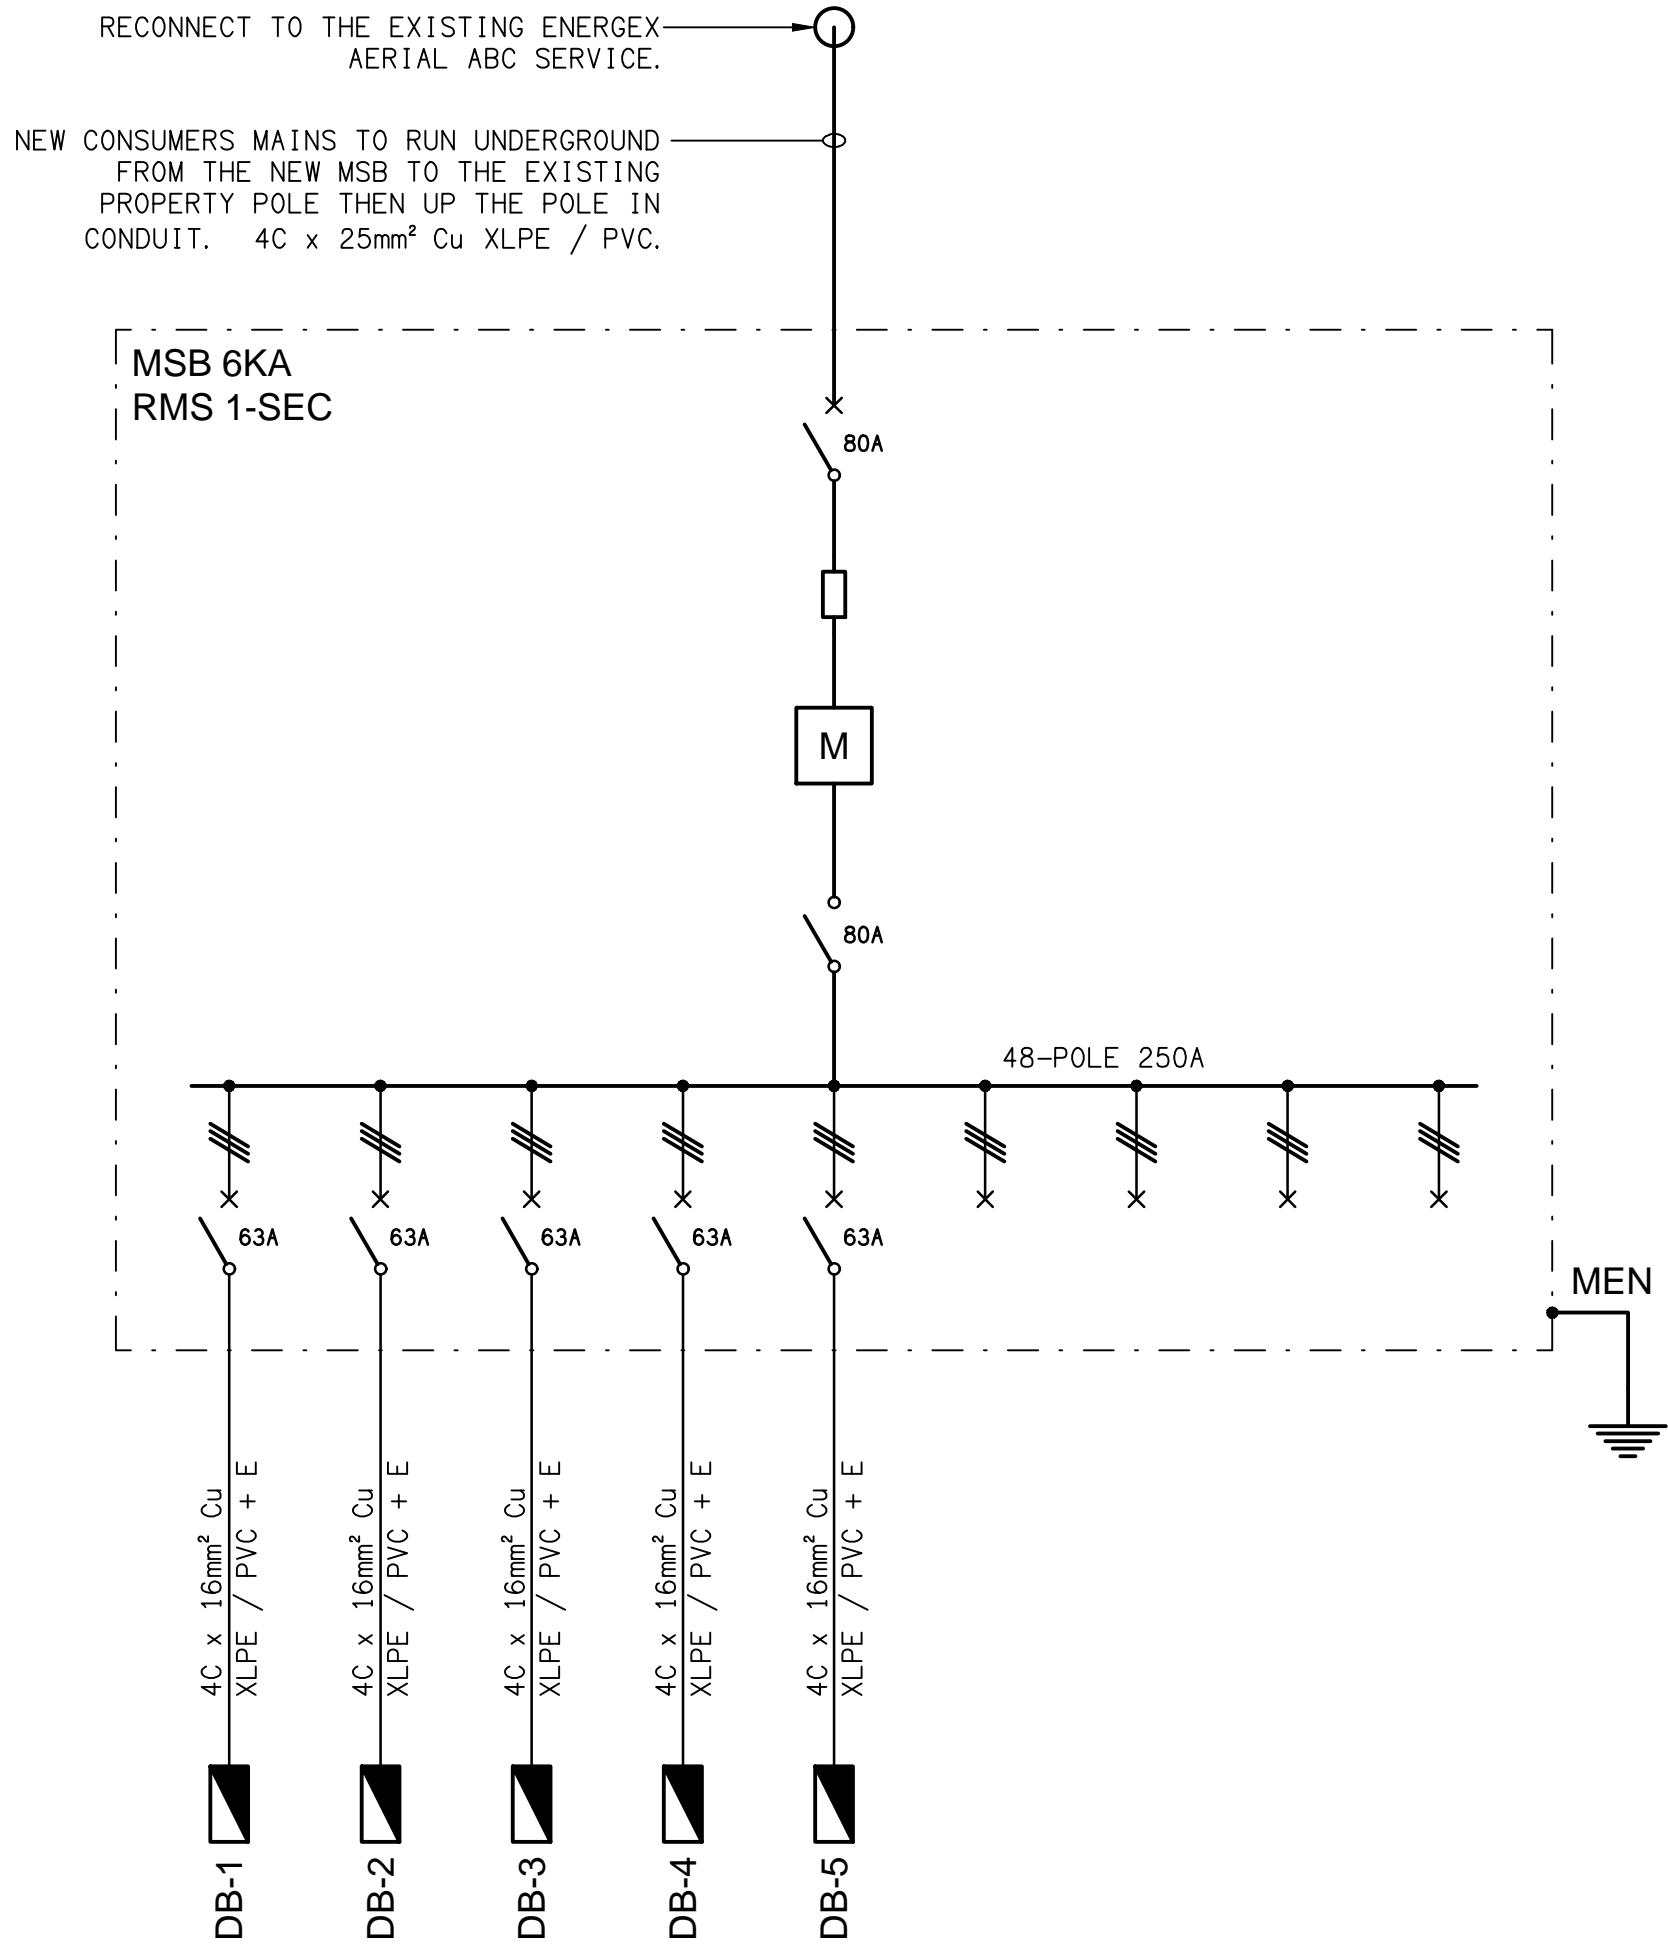 RECONNECT TO THE EXISTING ENERGEX
AERIAL ABC SERVICE.
NEW CONSUMERS MAINS TO RUN UNDERGROUND
FROM THE NEW MSB TO THE EXISTING
PROPERTY POLE THEN UP THE POLE IN
CONDUIT. 4C x 25mm² Cu XLPE / PVC.
MSB 6KA
RMS 1-SEC
80A
M
80A
48-POLE 250A
63A
63A
63A
63A
63A
MEN
4C x 16mm² Cu
XLPE / PVC + E
4C x 16mm² Cu
XLPE / PVC + E
4C x 16mm² Cu
XLPE / PVC + E
4C x 16mm² Cu
XLPE / PVC + E
4C x 16mm² Cu
XLPE / PVC + E
DB-1
DB-2
DB-3
DB-4
DB-5